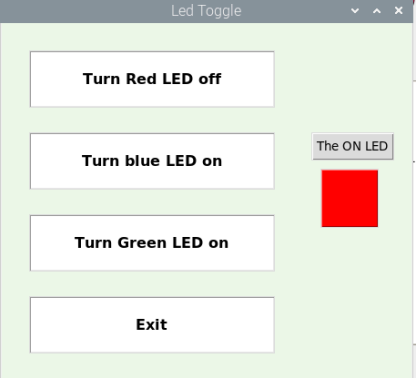 Led Toggle
Turn Red LED off
Turn blue LED on
The ON LED
Turn Green LED on
Exit